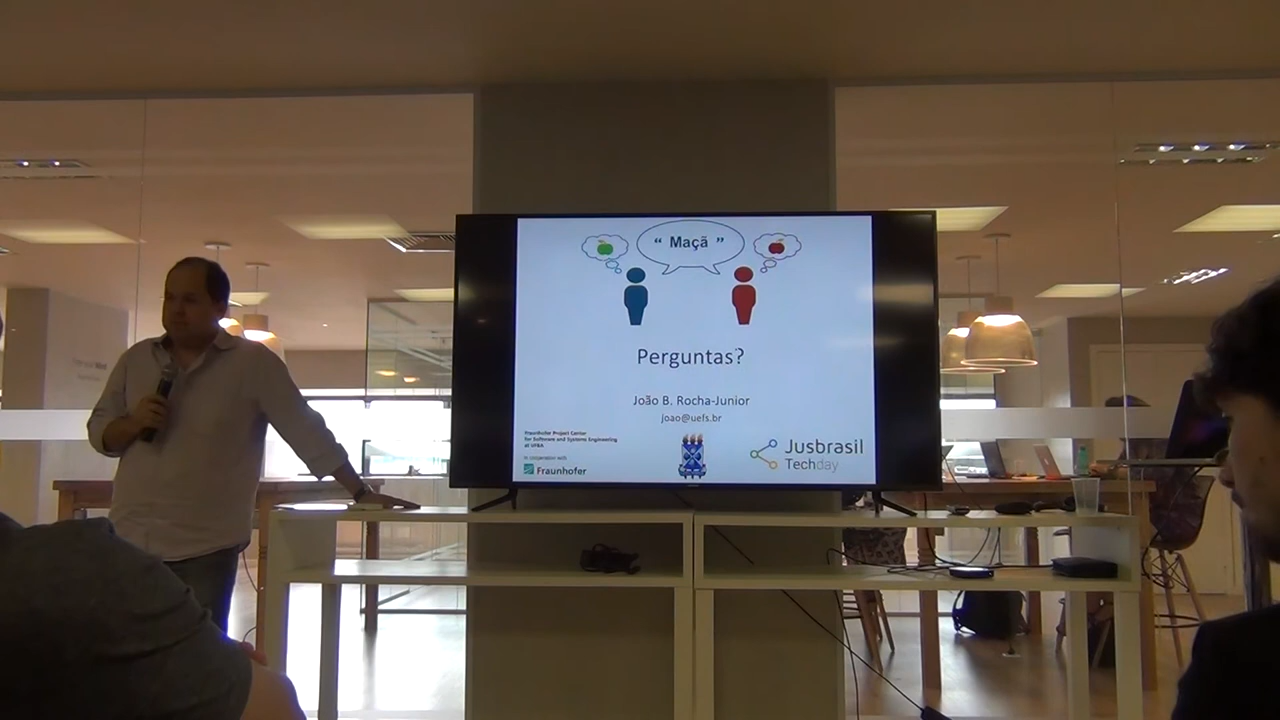 “ Maçã ”
Perguntas?
João B. Rocha-Junior
joao@uefs.br
Fraunhofer Project Center
for Software and Systems Engineering
at UFBA
in cooperation with
Fraunhofer
Jusbrasil
Techday